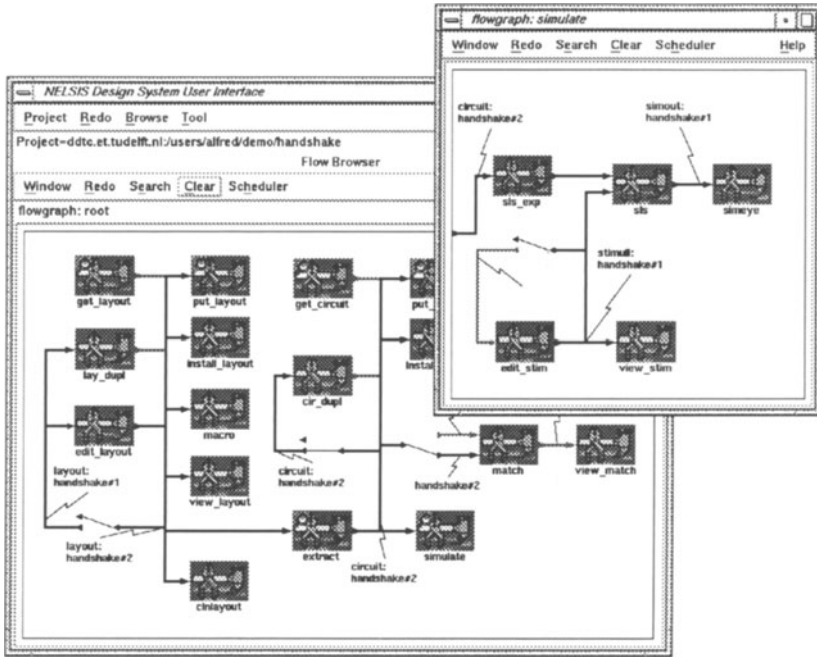 flowgraph: simulate
Window Redo Search Clear Scheduler Help
circuit:
handshake#2
simout:
handshake#1
sls_exp
sls
simeye
stimuli:
handshake#1
edit_stim
view_stim
NELSIS Design System User Interface
Project Redo Browse Tool
Project=ddtc.et.tudelft.nl:/users/alfred/demo/handshake
Flow Browser
Window Redo Search Clear Scheduler
flowgraph: root
get_layout
put_layout
get_circuit
put_
lay_dupl
install_layout
cir_dupl
install
edit_layout
macro
match
view_match
layout:
handshake#1
circuit:
handshake#2
handshake#2
view_layout
layout:
handshake#2
extract
simulate
circuit:
handshake#2
clnlayout